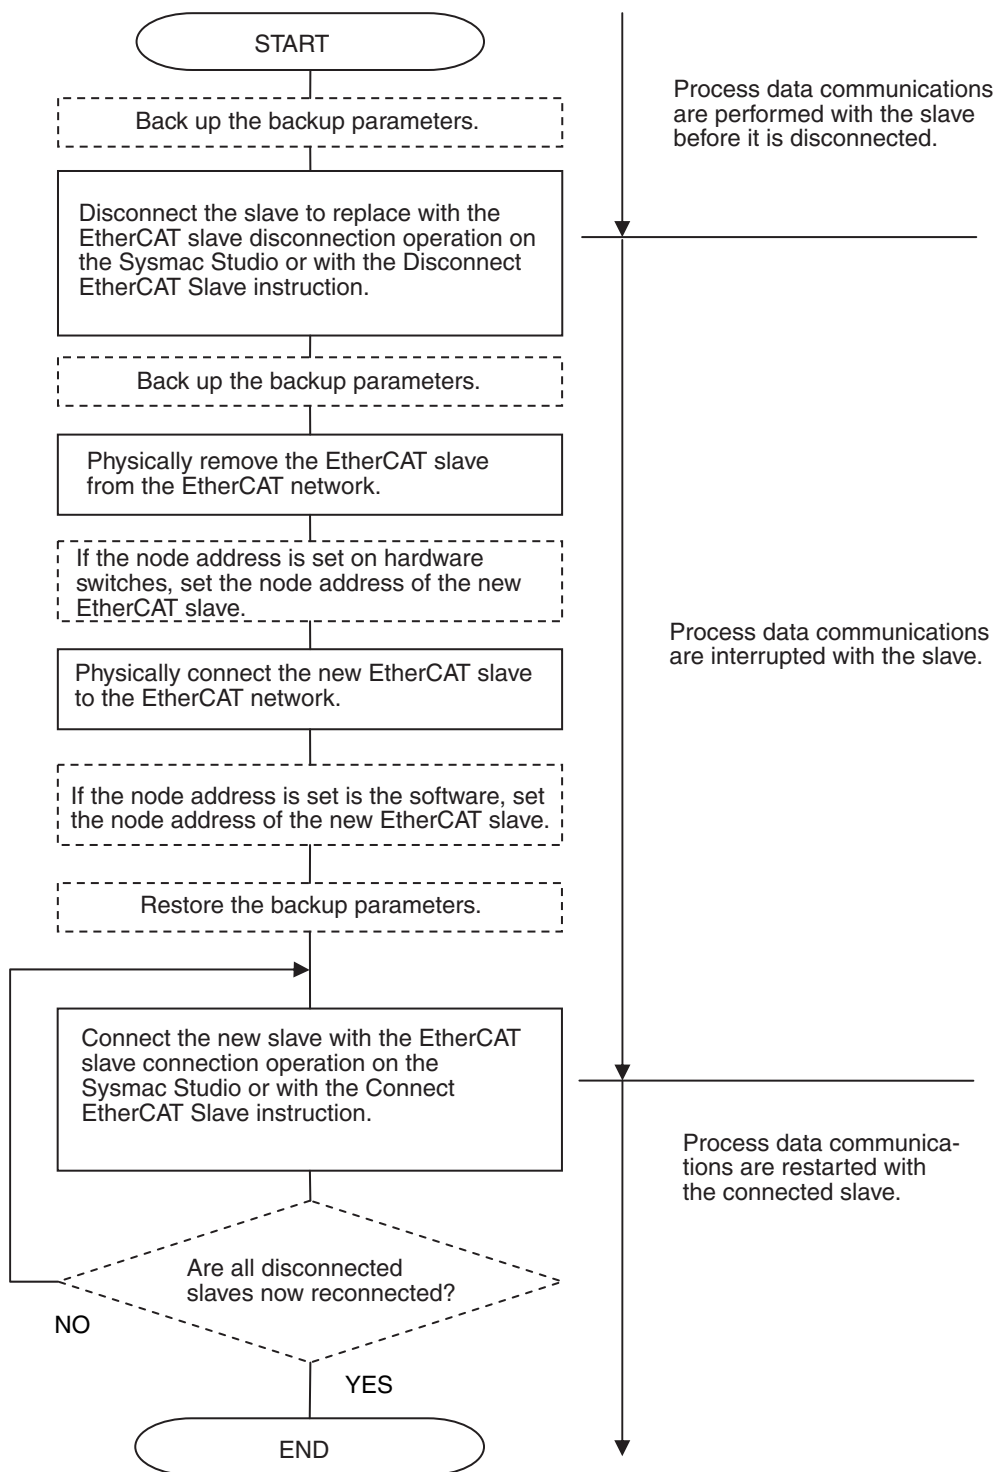 START
Back up the backup parameters.
Disconnect the slave to replace with the
EtherCAT slave disconnection operation on
the Sysmac Studio or with the Disconnect
EtherCAT Slave instruction.
Back up the backup parameters.
Physically remove the EtherCAT slave
from the EtherCAT network.
If the node address is set on hardware
switches, set the node address of the new
EtherCAT slave.
Physically connect the new EtherCAT slave
to the EtherCAT network.
If the node address is set is the software, set
the node address of the new EtherCAT slave.
Restore the backup parameters.
Connect the new slave with the EtherCAT
slave connection operation on the
Sysmac Studio or with the Connect
EtherCAT Slave instruction.
Are all disconnected
slaves now reconnected?
NO
YES
END
Process data communications
are performed with the slave
before it is disconnected.
Process data communications
are interrupted with the slave.
Process data communica-
tions are restarted with
the connected slave.